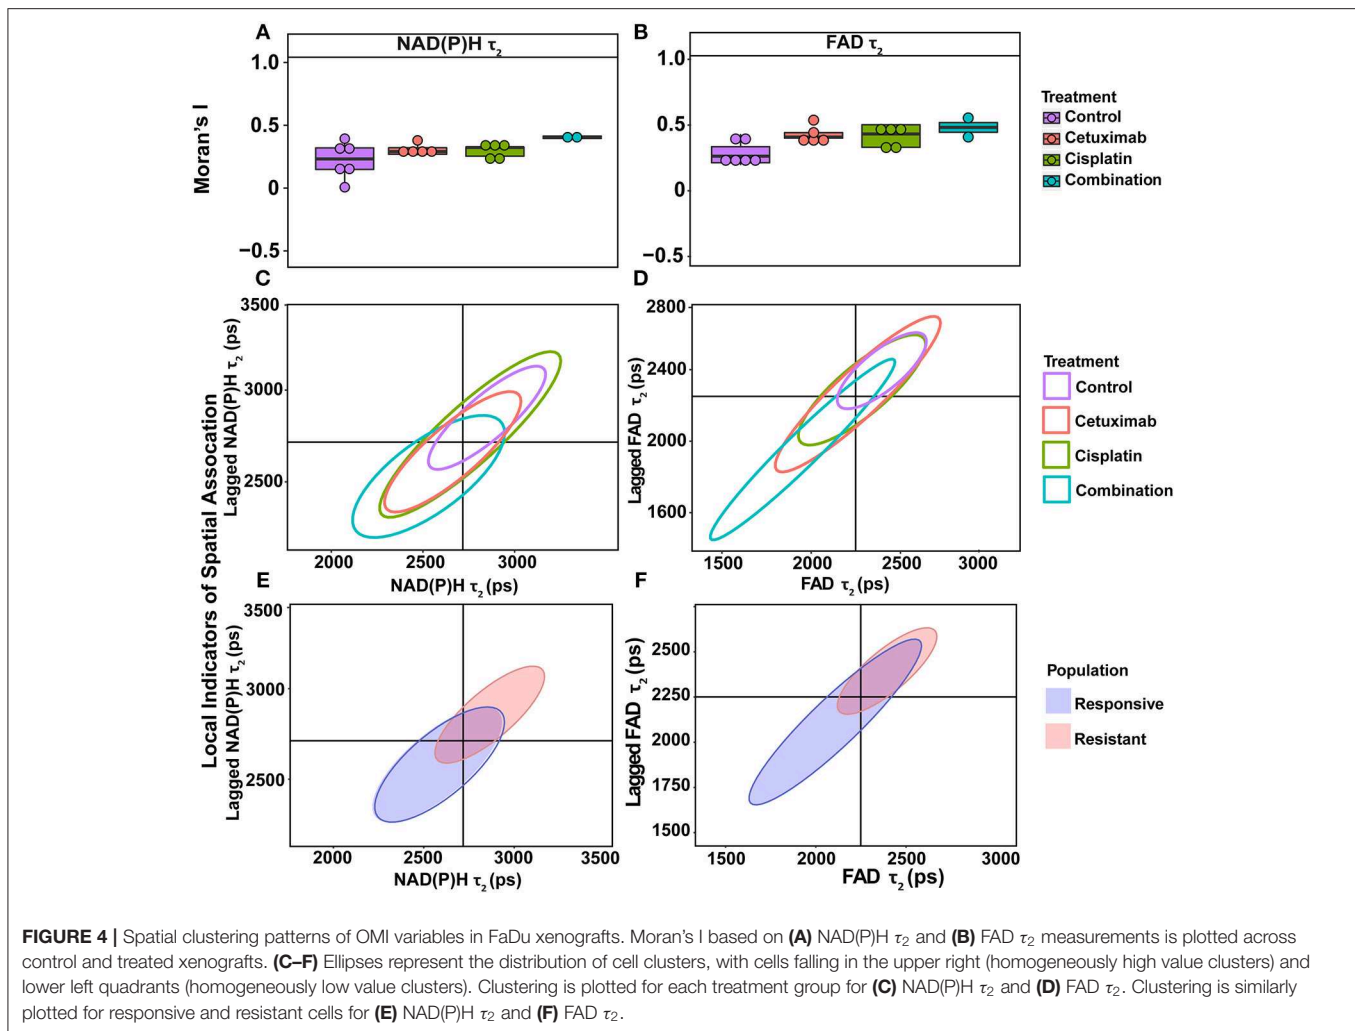 A
NAD(P)H τ2
B
FAD τ2
Moran's I
1.0
0.5
0
−0.5
1.0
0.5
0
−0.5
Treatment
Control
Cetuximab
Cisplatin
Combination
Local Indicators of Spatial Assocation
C
Lagged NAD(P)H τ2 (ps)
3500
3000
2500
2000 2500 3000
NAD(P)H τ2 (ps)
D
Lagged FAD τ2 (ps)
2800
2400
2000
1600
1500 2000 2500 3000
FAD τ2 (ps)
Treatment
Control
Cetuximab
Cisplatin
Combination
E
Lagged NAD(P)H τ2 (ps)
3500
3000
2500
2000 2500 3000 3500
NAD(P)H τ2 (ps)
F
Lagged FAD τ2 (ps)
2500
2250
2000
1750
1500
1500 2000 2500 3000
FAD τ2 (ps)
Population
Responsive
Resistant
FIGURE 4 | Spatial clustering patterns of OMI variables in FaDu xenografts. Moran's I based on (A) NAD(P)H τ2 and (B) FAD τ2 measurements is plotted across
control and treated xenografts. (C–F) Ellipses represent the distribution of cell clusters, with cells falling in the upper right (homogeneously high value clusters) and
lower left quadrants (homogeneously low value clusters). Clustering is plotted for each treatment group for (C) NAD(P)H τ2 and (D) FAD τ2. Clustering is similarly
plotted for responsive and resistant cells for (E) NAD(P)H τ2 and (F) FAD τ2.